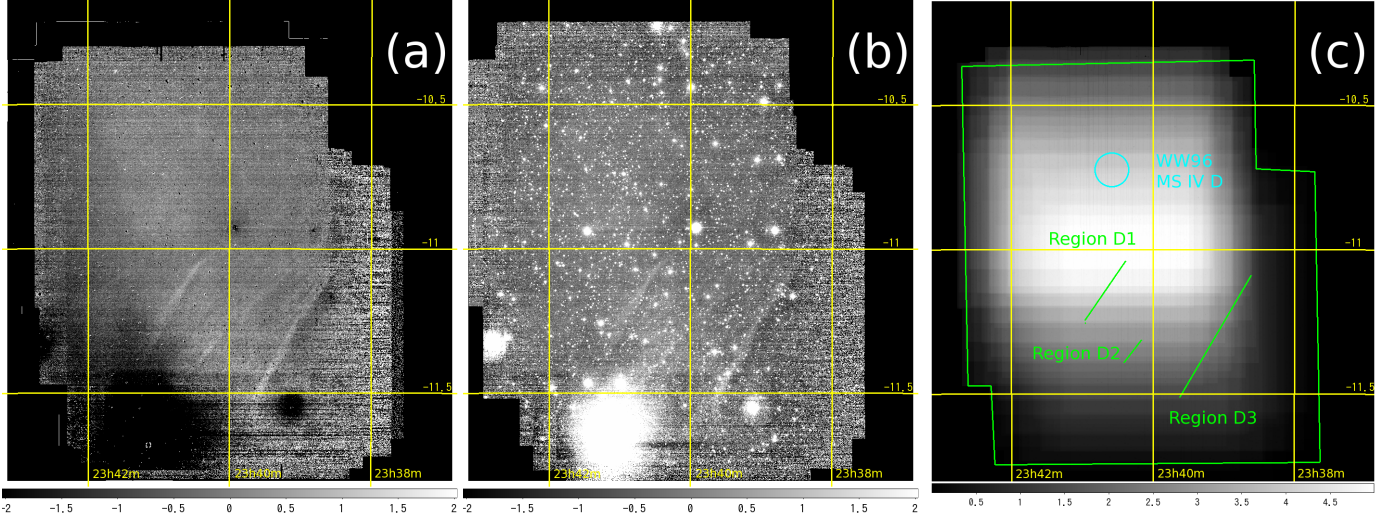 (a)
-10.5
-11
-11.5
23h42m 23h40m 23h38m
-2 -1.5 -1 -0.5 0 0.5 1 1.5 2
(b)
-10.5
-11
-11.5
23h42m 23h40m 23h38m
-2 -1.5 -1 -0.5 0 0.5 1 1.5 2
(c)
-10.5
WW96
MS IV D
Region D1
-11
Region D2
-11.5
Region D3
23h42m 23h40m 23h38m
0.5 1 1.5 2 2.5 3 3.5 4 4.5